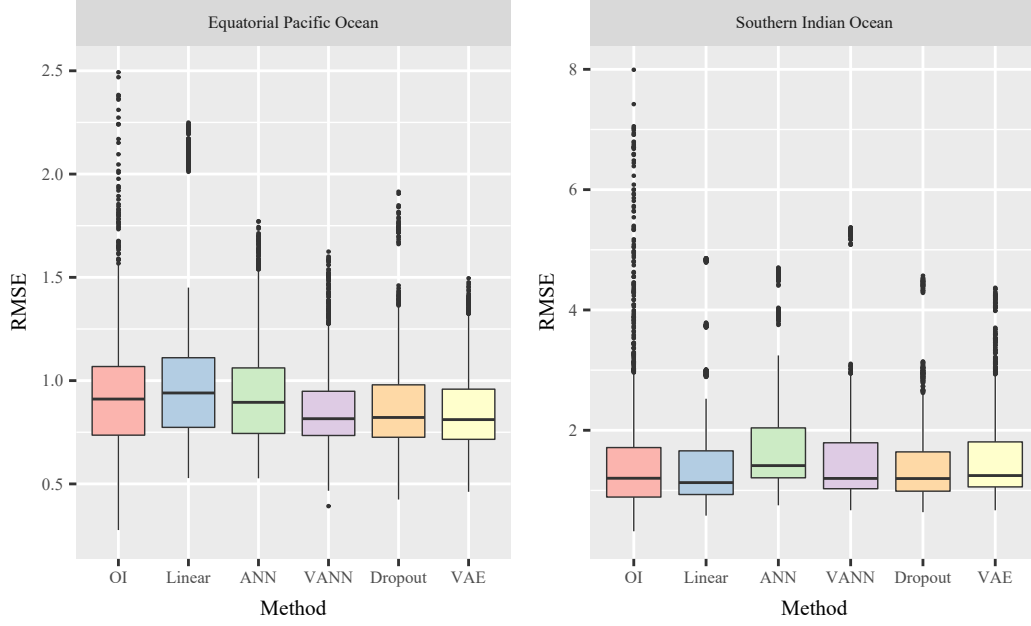 Equatorial Pacific Ocean
RMSE
2.5
2.0
1.5
1.0
0.5
OI Linear ANN VANN Dropout VAE
Method
Southern Indian Ocean
RMSE
8
6
4
2
OI Linear ANN VANN Dropout VAE
Method